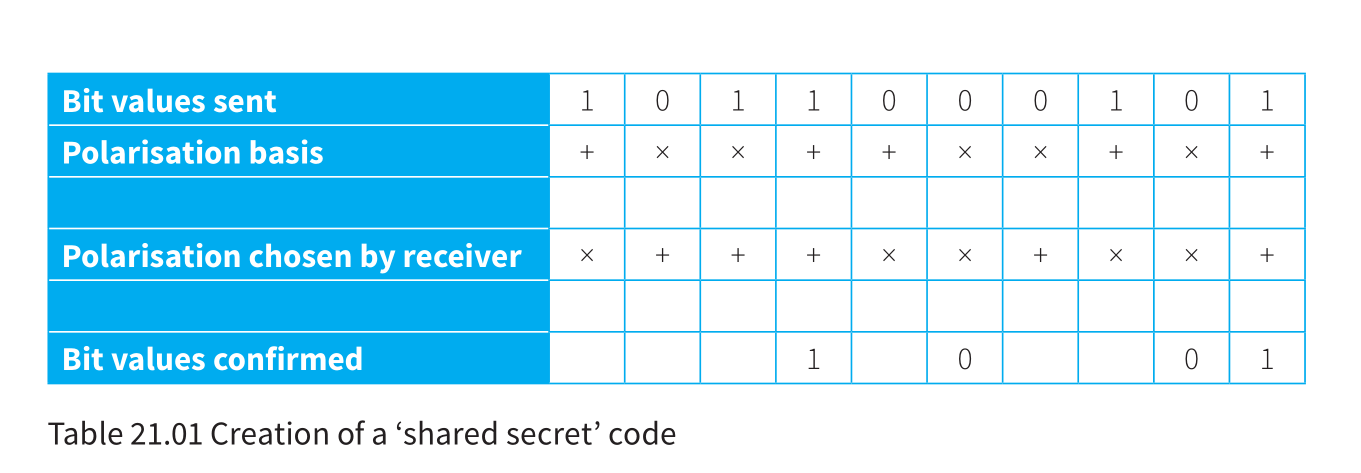 Bit values sent 1 0 1 1 0 0 0 1 0 1
Polarisation basis + × × + + × × + × +
Polarisation chosen by receiver × + + + × × + × × +
Bit values confirmed 1 0 0 1
Table 21.01 Creation of a ‘shared secret’ code